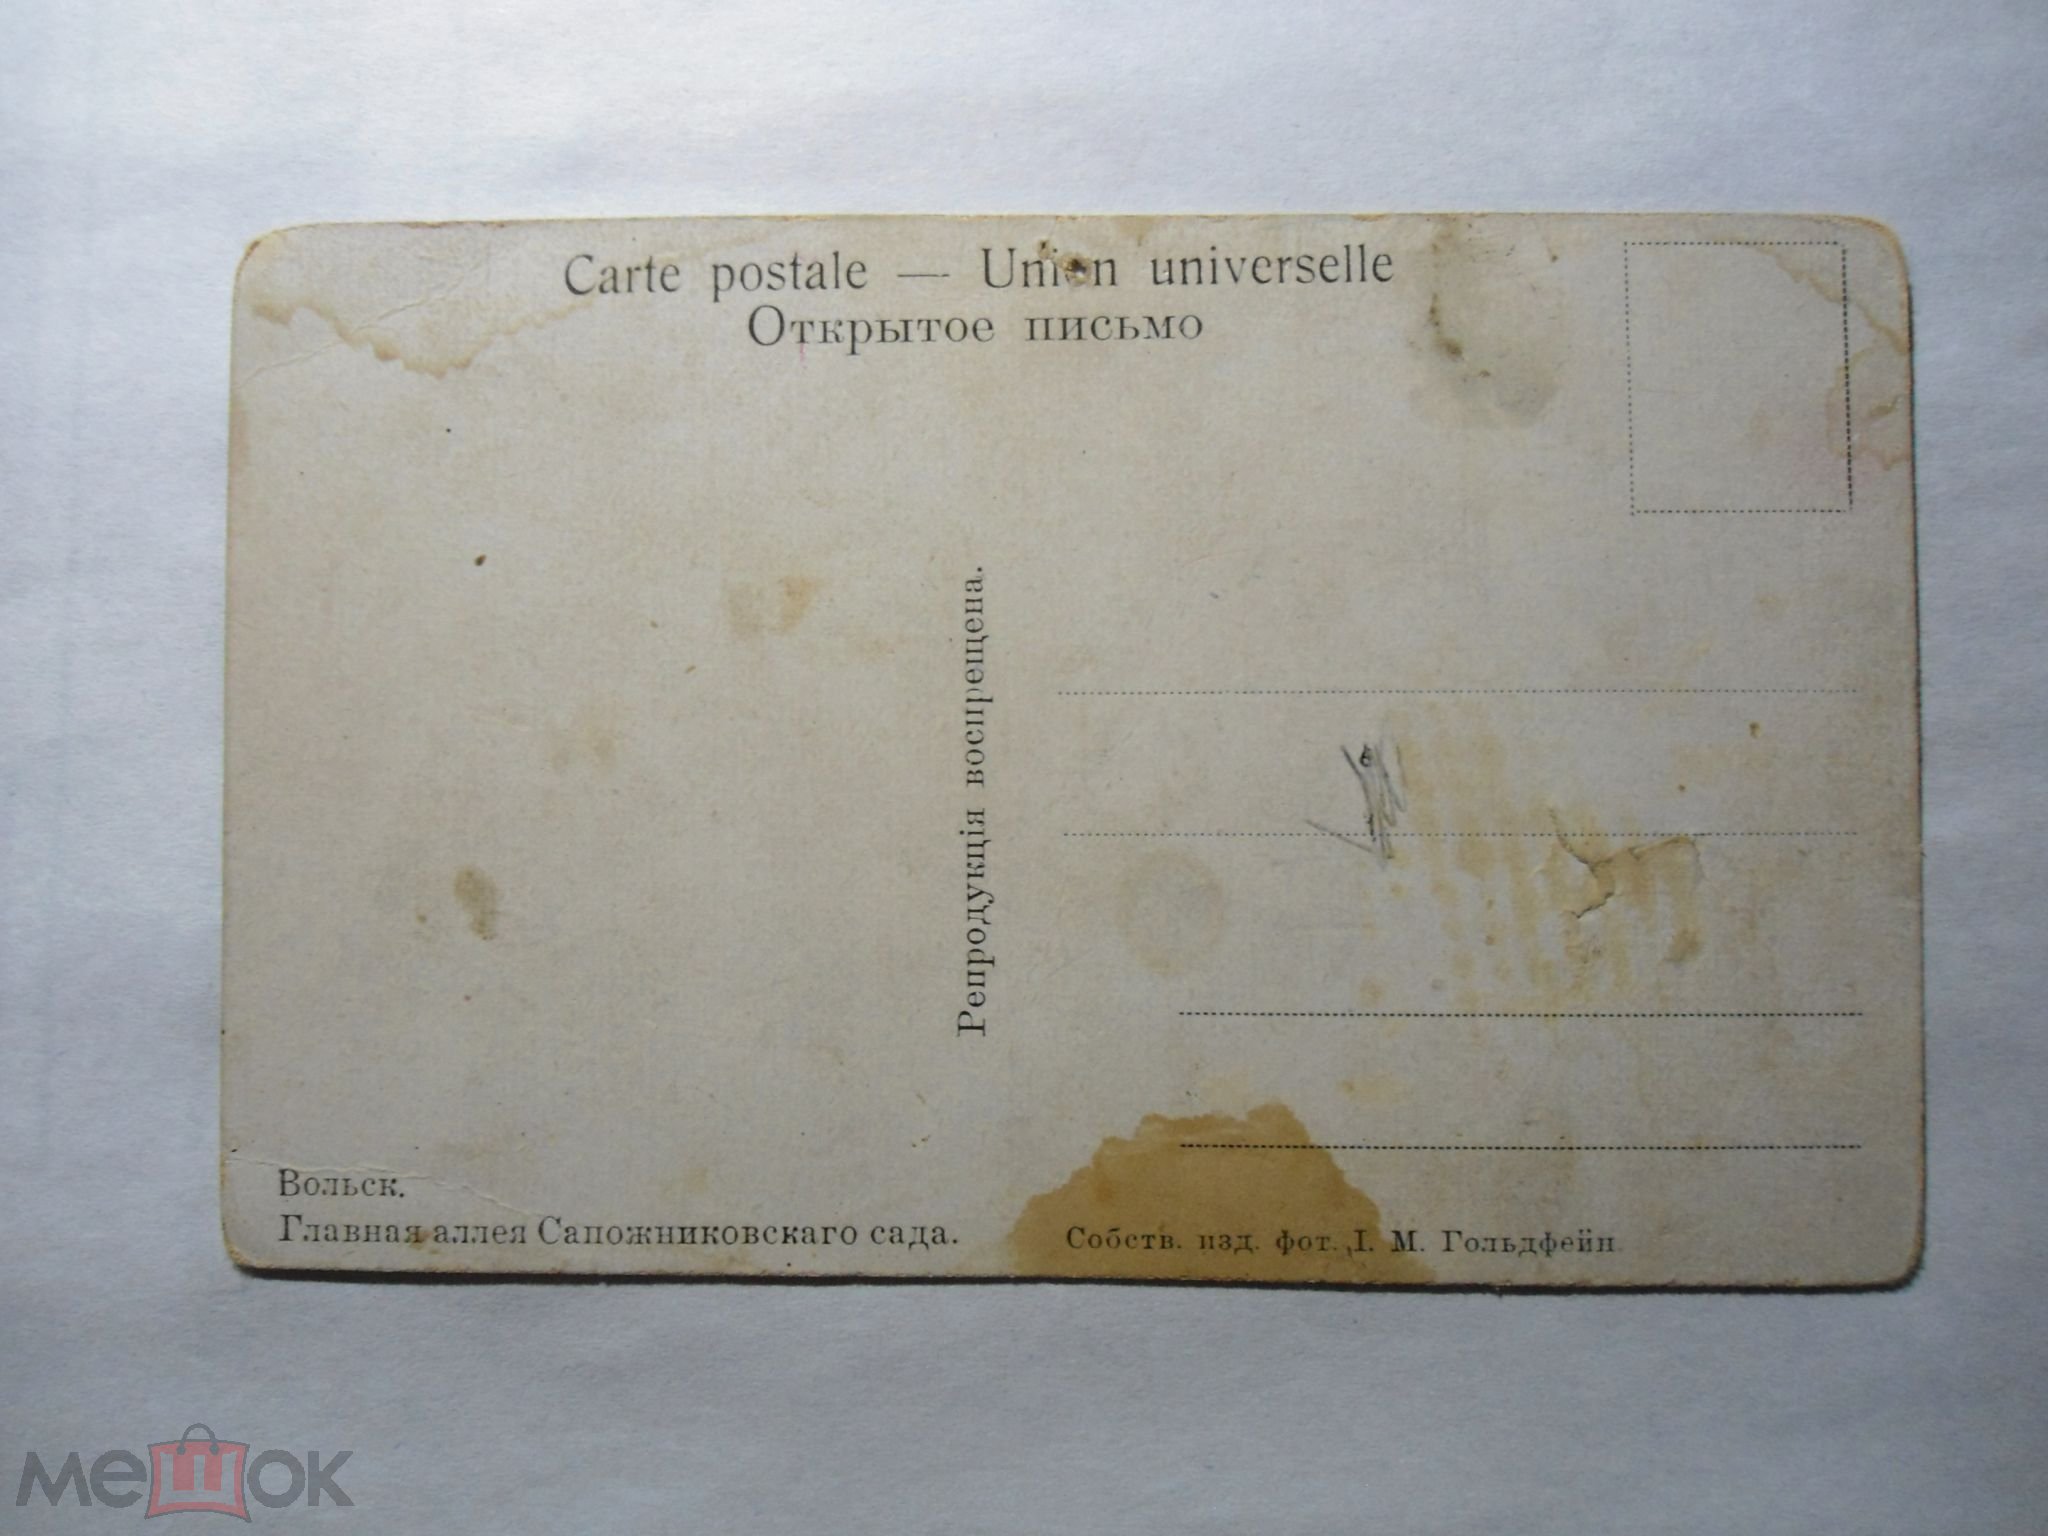 Carte postale — Union universelle
Открытое письмо
Репродукція воспрещена.
Вольск.
Главная аллея Сапожниковскаго сада.
Собств. изд. фот. І. М. Гольдфейн
мешок